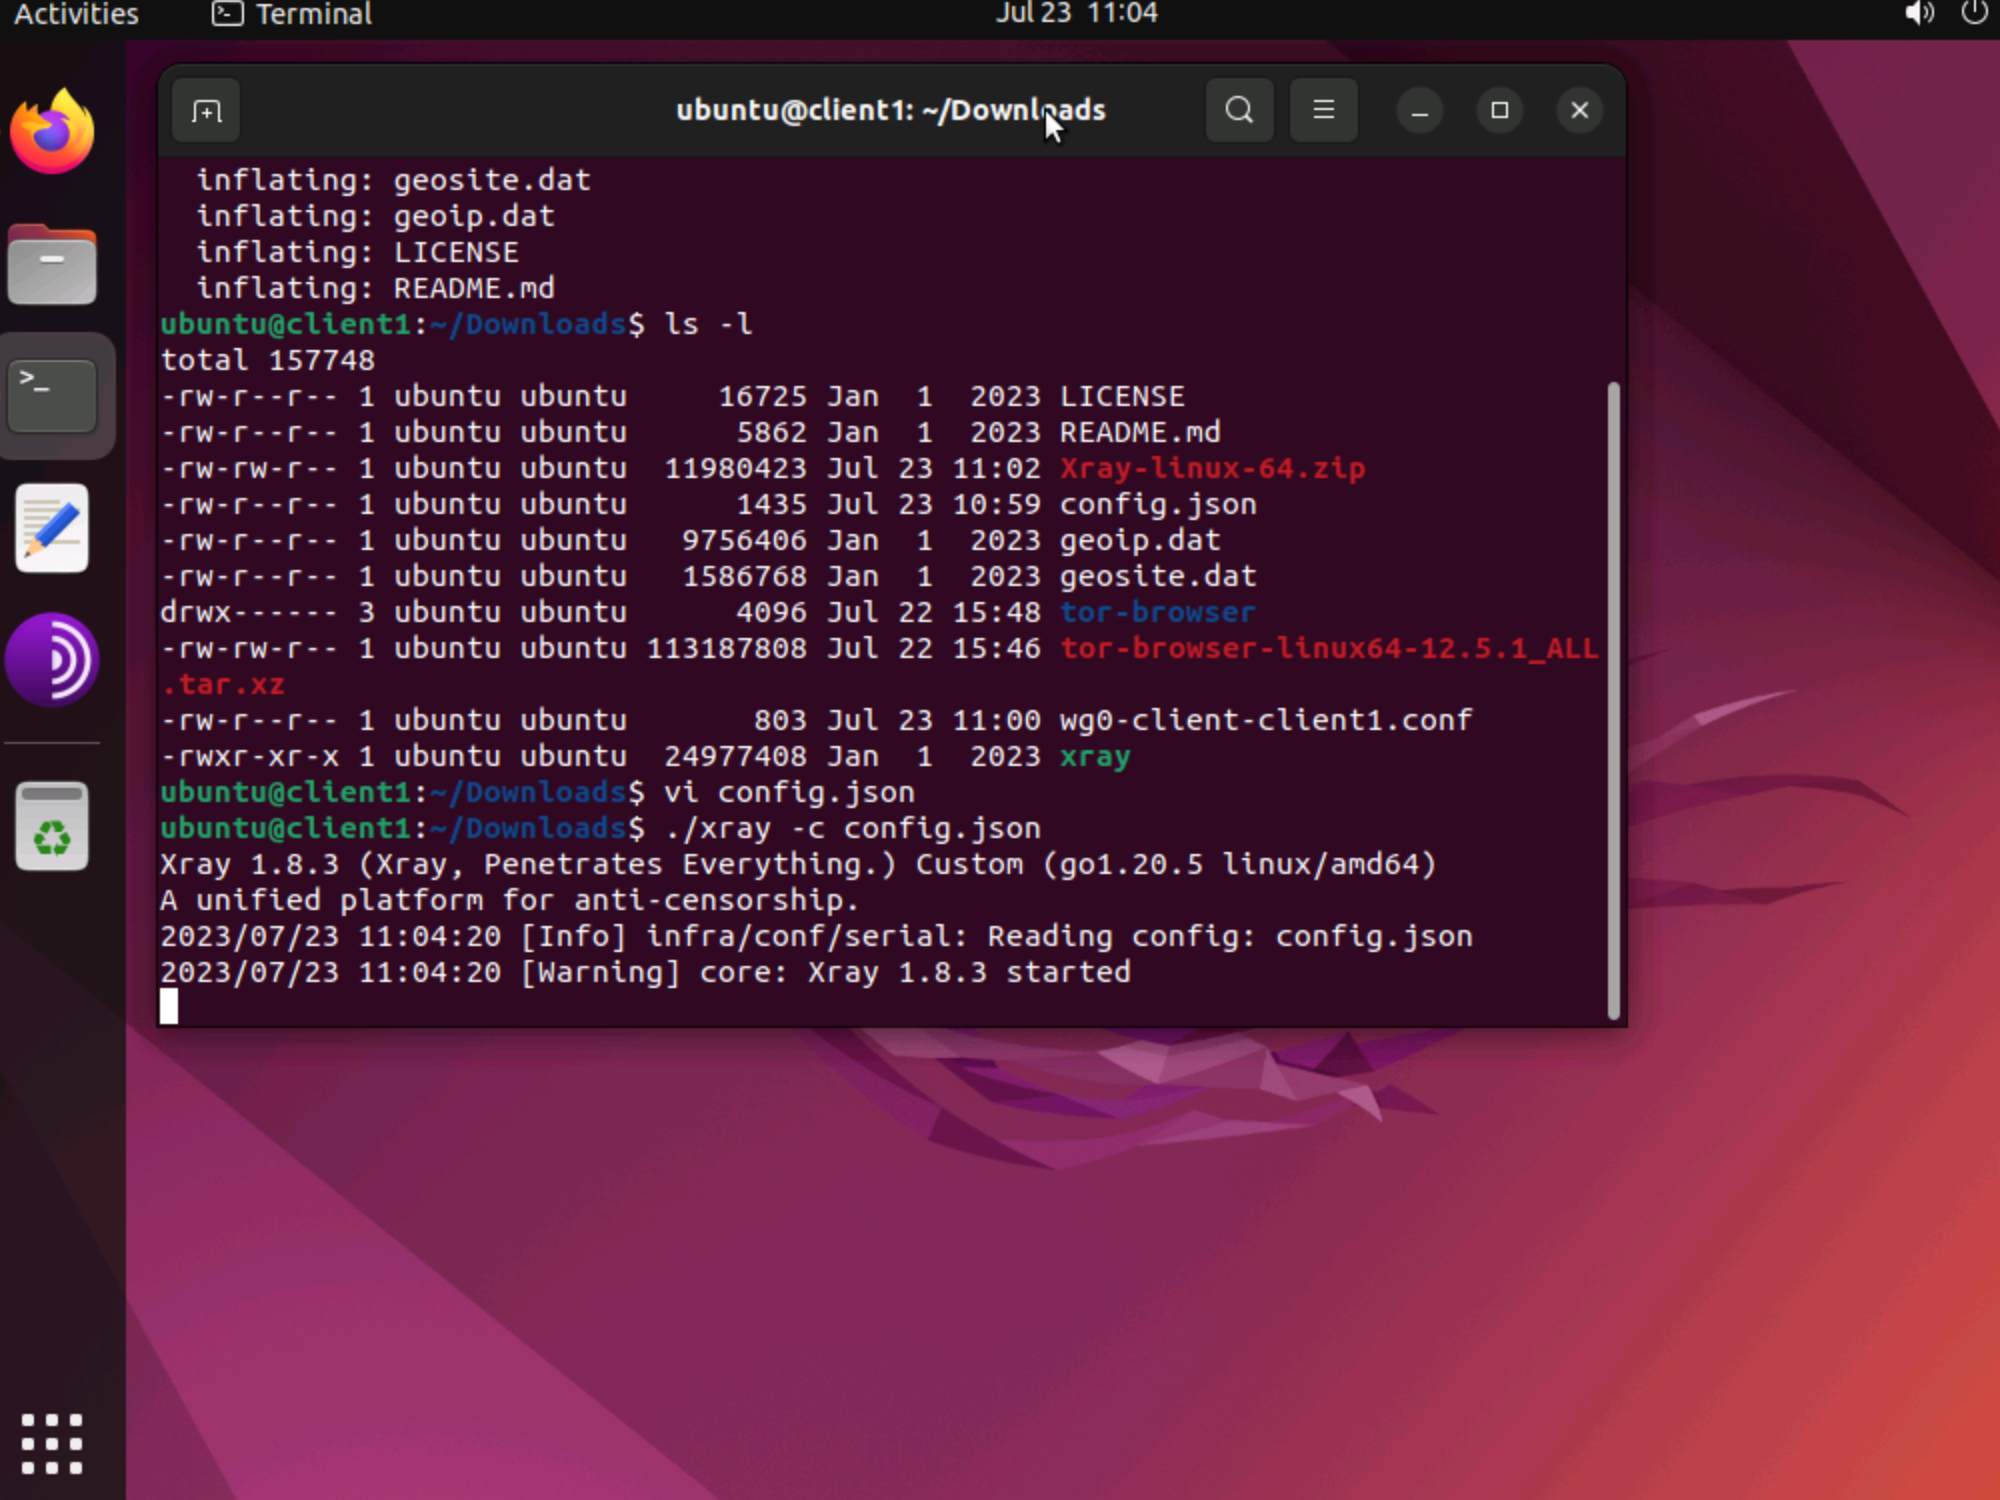 Activities Terminal Jul 23 11:04
ubuntu@client1: ~/Downloads
  inflating: geosite.dat
  inflating: geoip.dat
  inflating: LICENSE
  inflating: README.md
ubuntu@client1:~/Downloads$ ls -l
total 157748
-rw-r--r-- 1 ubuntu ubuntu     16725 Jan  1  2023 LICENSE
-rw-r--r-- 1 ubuntu ubuntu      5862 Jan  1  2023 README.md
-rw-rw-r-- 1 ubuntu ubuntu  11980423 Jul 23 11:02 Xray-linux-64.zip
-rw-r--r-- 1 ubuntu ubuntu      1435 Jul 23 10:59 config.json
-rw-r--r-- 1 ubuntu ubuntu   9756406 Jan  1  2023 geoip.dat
-rw-r--r-- 1 ubuntu ubuntu   1586768 Jan  1  2023 geosite.dat
drwx------ 3 ubuntu ubuntu      4096 Jul 22 15:48 tor-browser
-rw-rw-r-- 1 ubuntu ubuntu 113187808 Jul 22 15:46 tor-browser-linux64-12.5.1_ALL
.tar.xz
-rw-r--r-- 1 ubuntu ubuntu       803 Jul 23 11:00 wg0-client-client1.conf
-rwxr-xr-x 1 ubuntu ubuntu  24977408 Jan  1  2023 xray
ubuntu@client1:~/Downloads$ vi config.json
ubuntu@client1:~/Downloads$ ./xray -c config.json
Xray 1.8.3 (Xray, Penetrates Everything.) Custom (go1.20.5 linux/amd64)
A unified platform for anti-censorship.
2023/07/23 11:04:20 [Info] infra/conf/serial: Reading config: config.json
2023/07/23 11:04:20 [Warning] core: Xray 1.8.3 started